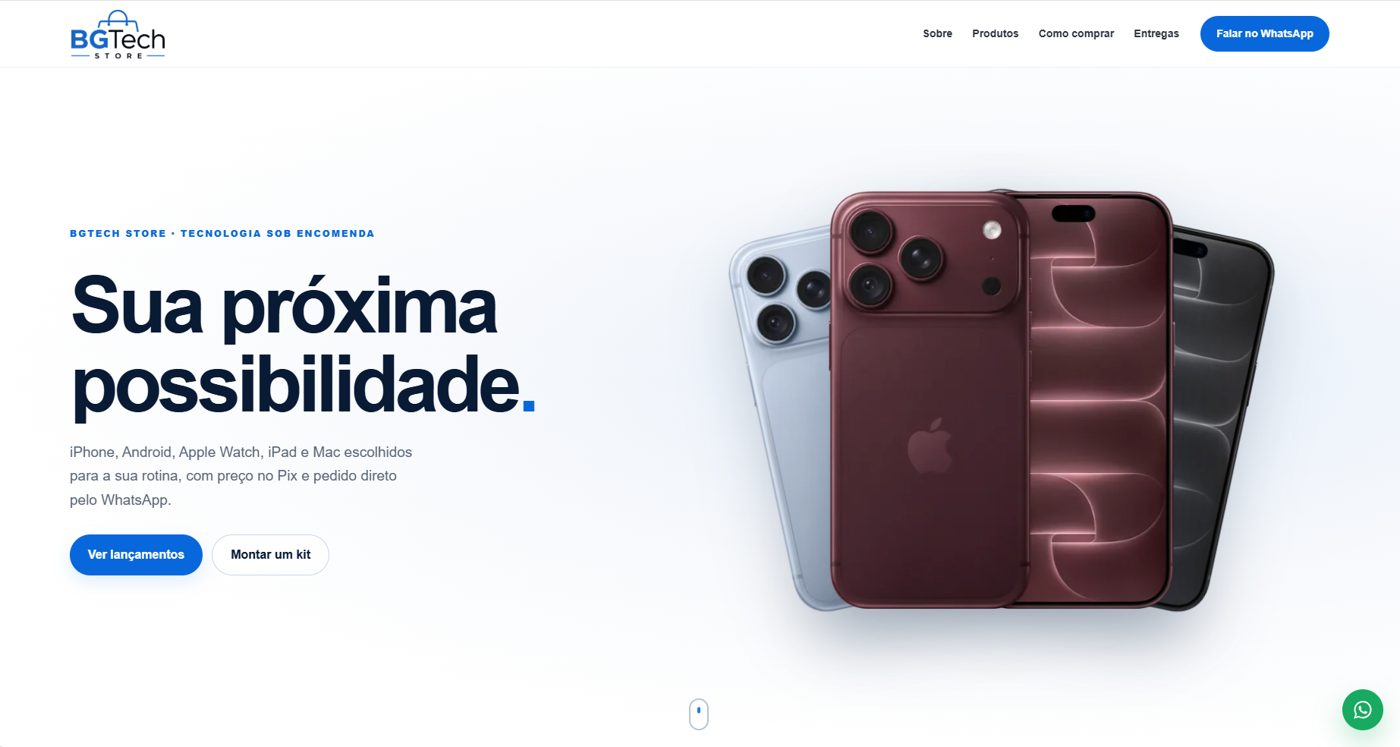 BGTech
STORE
Sobre
Produtos
Como comprar
Entregas
Falar no WhatsApp
BGTECH STORE • TECNOLOGIA SOB ENCOMENDA
Sua próxima
possibilidade.
iPhone, Android, Apple Watch, iPad e Mac escolhidos
para a sua rotina, com preço no Pix e pedido direto
pelo WhatsApp.
Ver lançamentos
Montar um kit